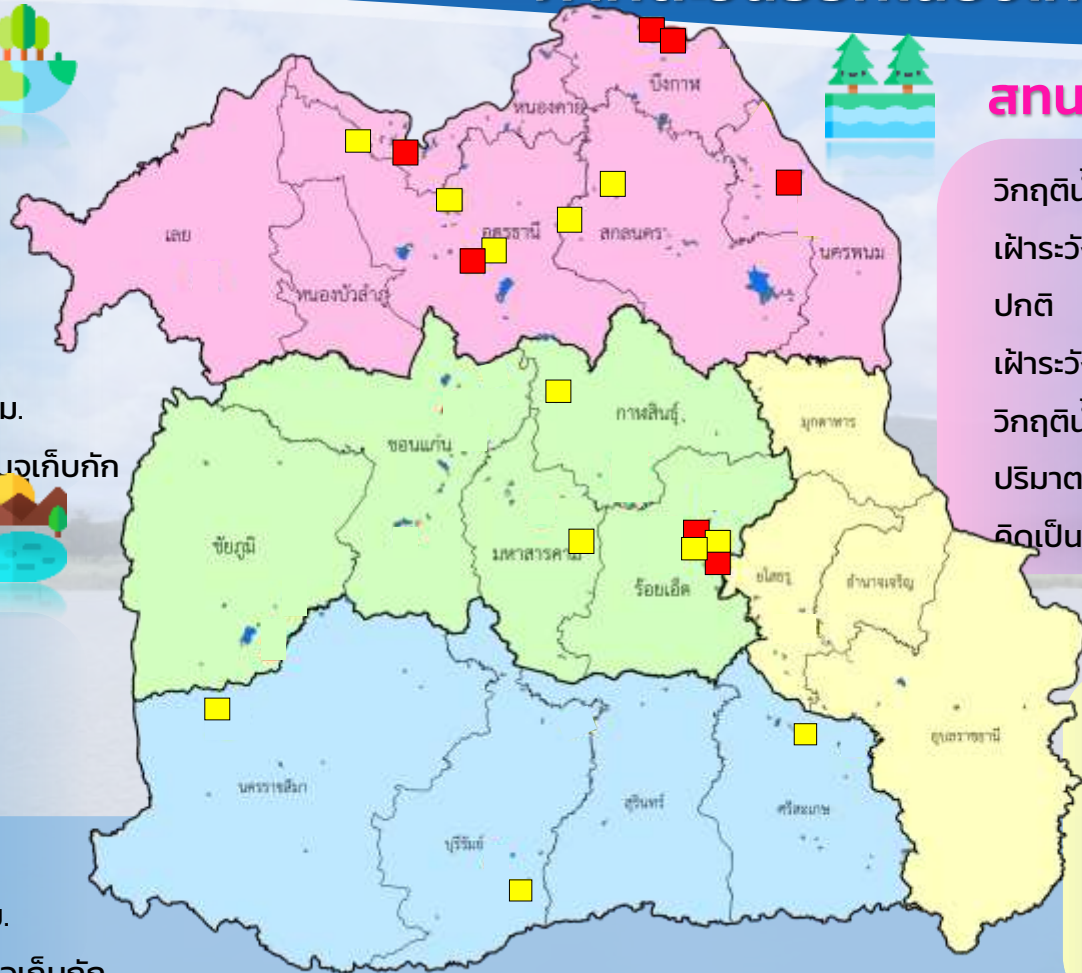 สทน
วิกฤติน้
เฝ้าระวัง
ปกติ
เฝ้าระวัง
วิกฤติน้
ปริมาต
คิดเป็น
ม.
มจุเก็บกัก
บึงกาฬ
หนองคาย
เลย
อุดรธานี
สกลนคร
นครพนม
หนองบัวลำภู
กาฬสินธุ์
มุกดาหาร
ขอนแก่น
ชัยภูมิ
มหาสารคาม
ร้อยเอ็ด
ยโสธร
อำนาจเจริญ
อุบลราชธานี
นครราชสีมา
สุรินทร์
ศรีสะเกษ
บุรีรัมย์